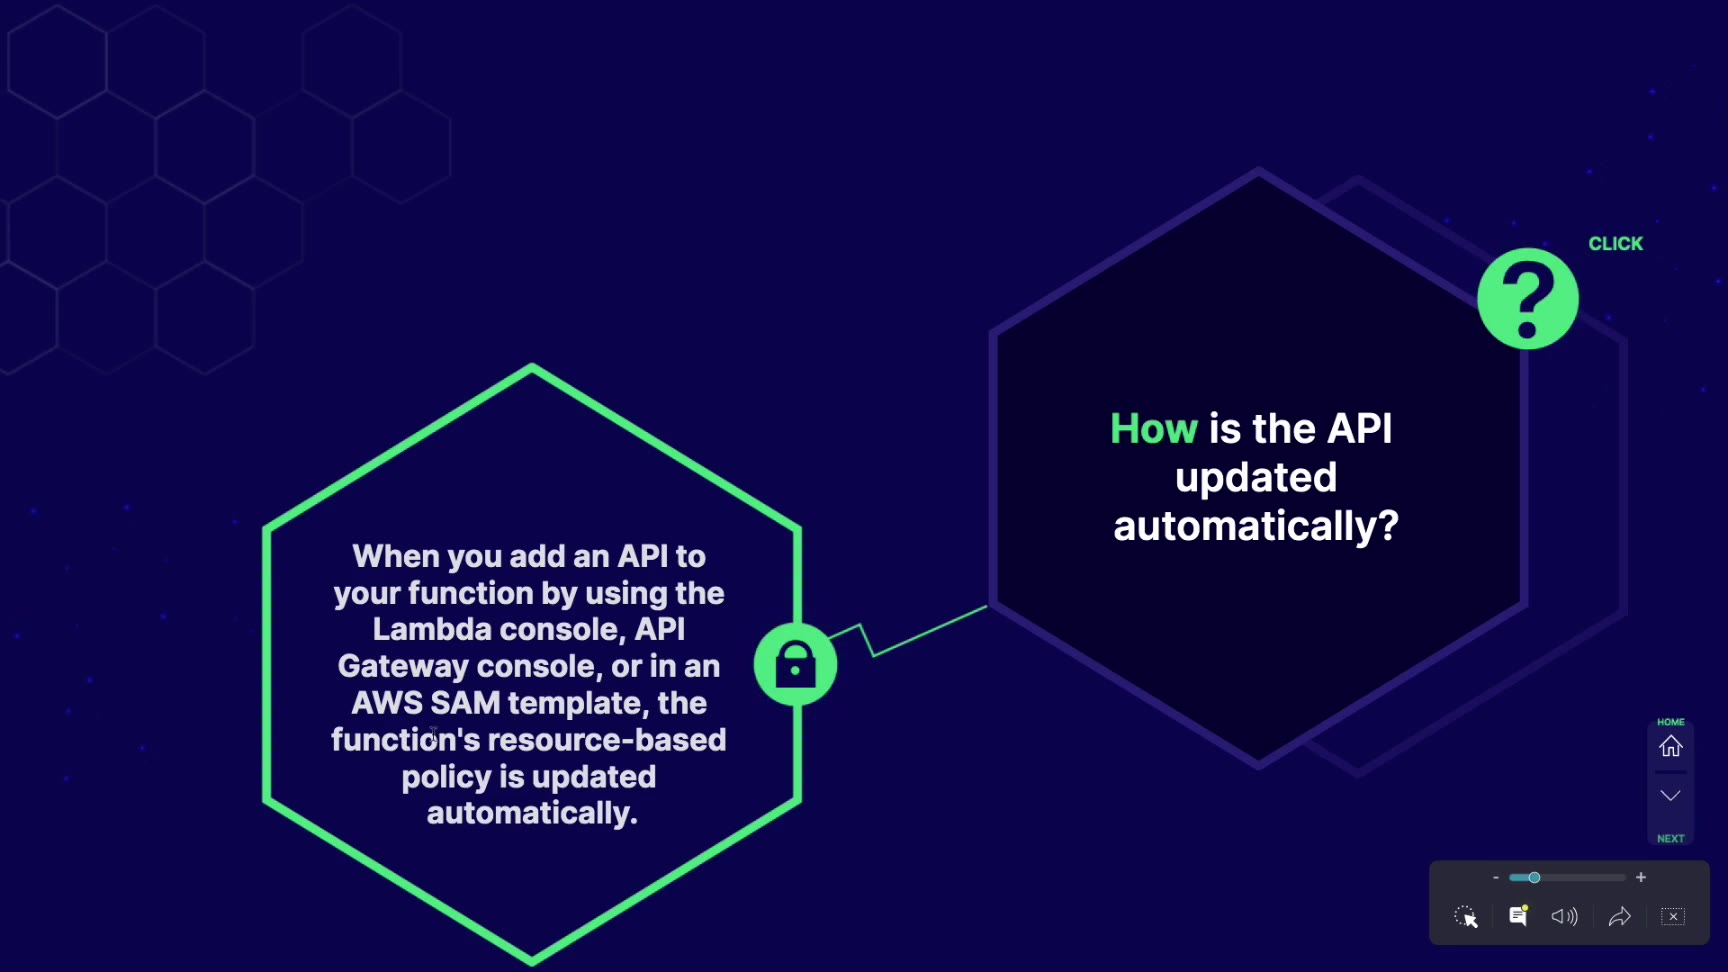 CLICK
How is the API
updated
automatically?
When you add an API to
your function by using the
Lambda console, API
Gateway console, or in an
AWS SAM template, the
function's resource-based
policy is updated
automatically.
HOME
NEXT
- +